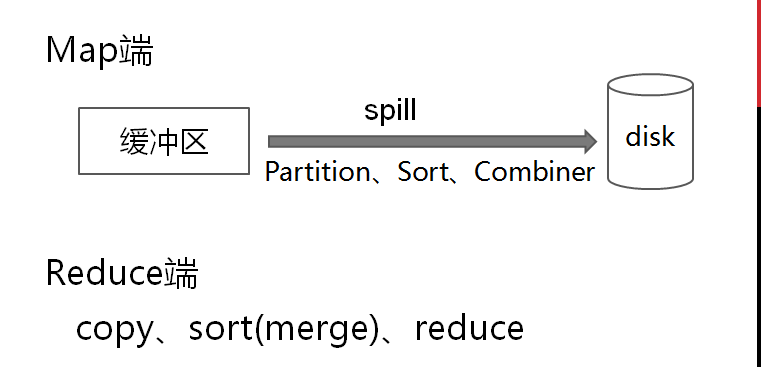 Map端
spill
缓冲区
disk
Partition、Sort、Combiner
Reduce端
copy、sort(merge)、reduce